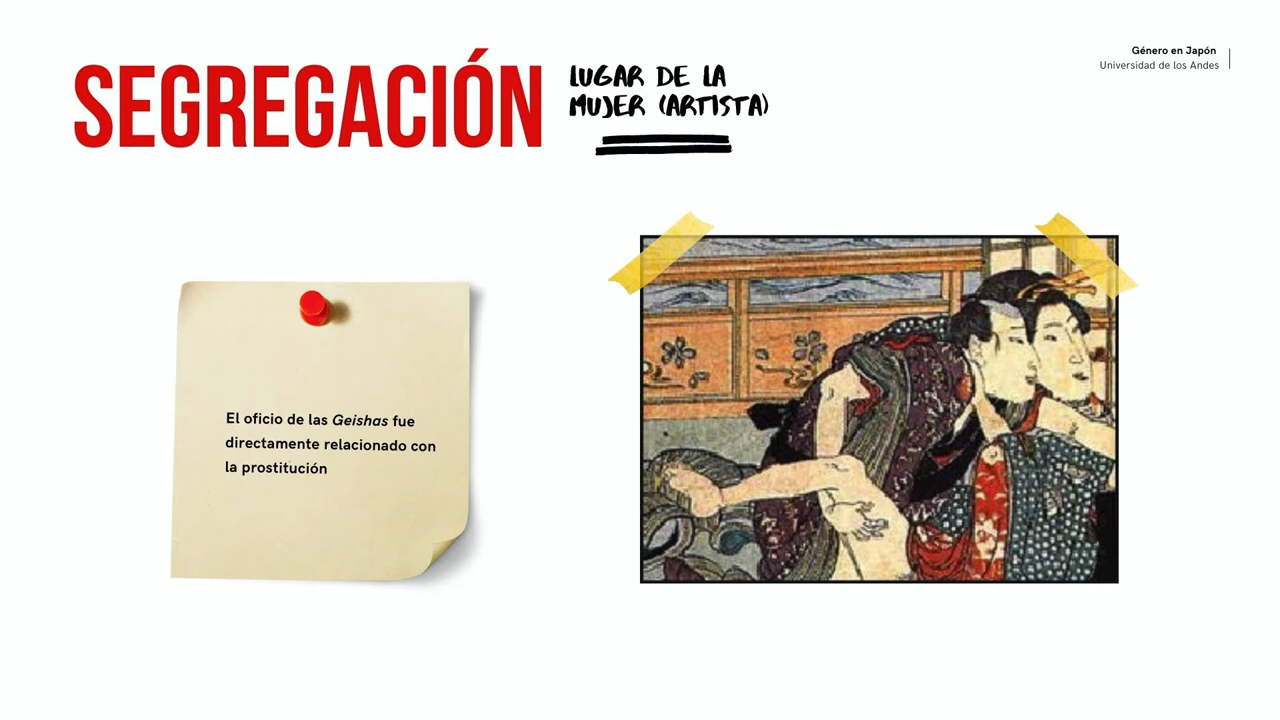 SEGREGACIÓN
LUGAR DE LA
MUJER (ARTISTA)
Género en Japón
Universidad de los Andes
El oficio de las Geishas fue
directamente relacionado con
la prostitución